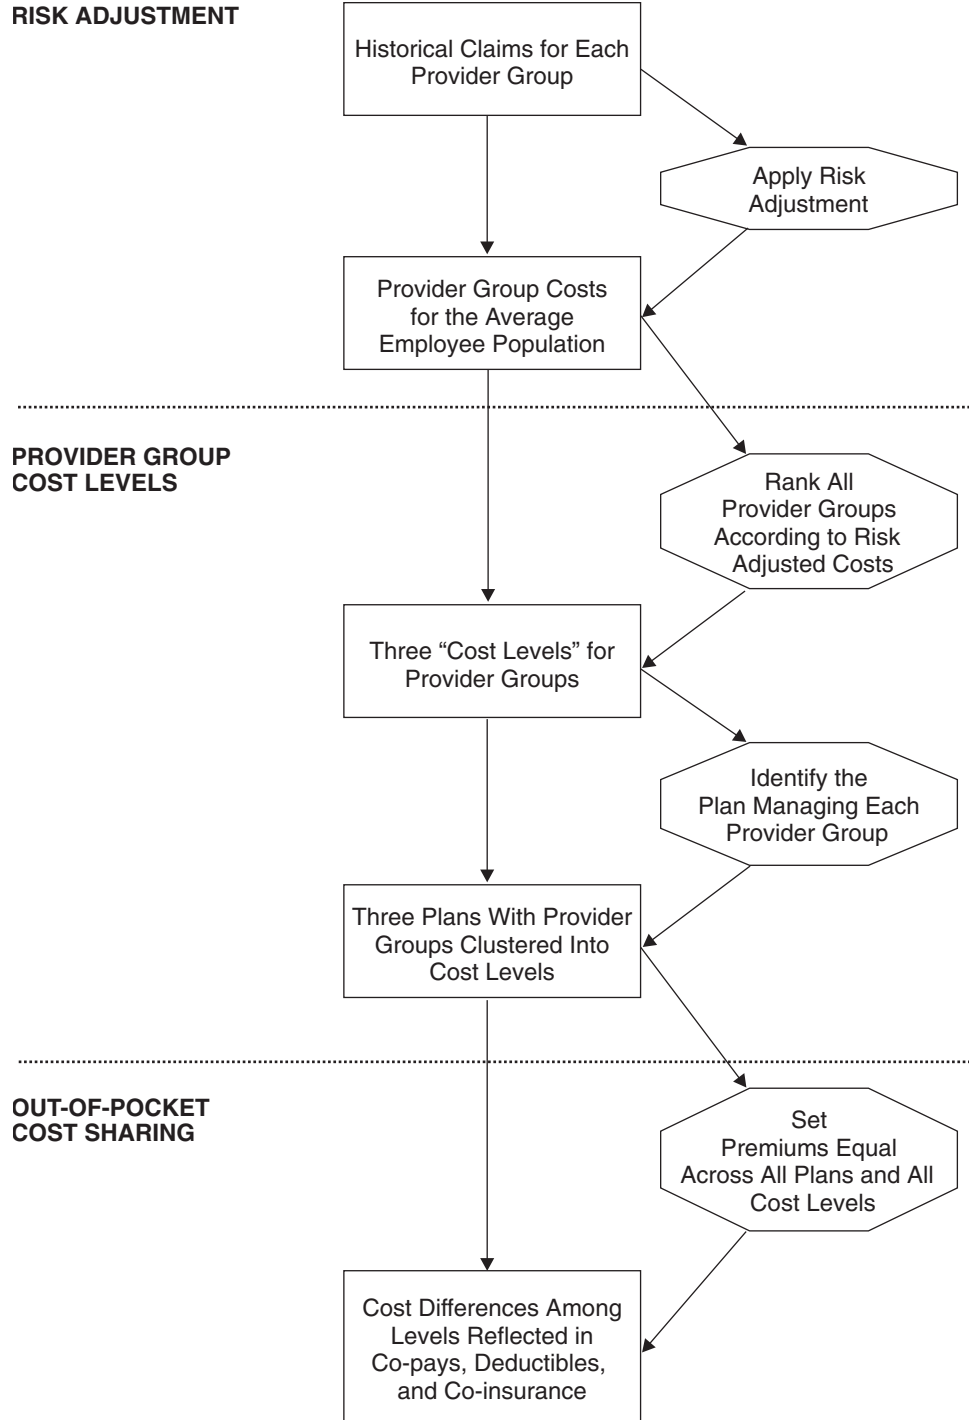 RISK ADJUSTMENT
Historical Claims for Each
Provider Group
Apply Risk
Adjustment
Provider Group Costs
for the Average
Employee Population
PROVIDER GROUP
COST LEVELS
Rank All
Provider Groups
According to Risk
Adjusted Costs
Three “Cost Levels” for
Provider Groups
Identify the
Plan Managing Each
Provider Group
Three Plans With Provider
Groups Clustered Into
Cost Levels
OUT-OF-POCKET
COST SHARING
Set
Premiums Equal
Across All Plans and All
Cost Levels
Cost Differences Among
Levels Reflected in
Co-pays, Deductibles,
and Co-insurance